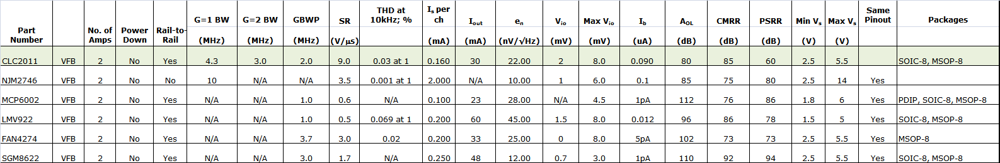 Part Number No. of Amps Power Down Rail-to-Rail G=1 BW (MHz) G=2 BW (MHz) GBWP (MHz) SR (V/µs) THD at 10kHz; % Is per ch (mA) Iout (mA) en (nV/√Hz) Vio (mV) Max Vio (mV) Ib (uA) AOL (dB) CMRR (dB) PSRR (dB) Min Vs (V) Max Vs (V) Same Pinout Packages
CLC2011 VFB 2 No Yes 4.3 3.0 2.0 9.0 0.03 at 1 0.160 30 22.00 2 8.0 0.090 80 85 60 2.5 5.5 SOIC-8, MSOP-8
NJM2746 VFB 2 No No 10 N/A N/A 3.5 0.001 at 1 2.000 N/A 10.00 1 6.0 0.1 85 75 80 2.5 14 Yes
MCP6002 VFB 2 No Yes N/A N/A 1.0 0.6 N/A 0.100 23 28.00 N/A 4.5 1pA 112 76 86 1.8 6 Yes PDIP, SOIC-8, MSOP-8
LMV922 VFB 2 No Yes N/A N/A 1.0 0.5 0.069 at 1 0.200 60 45.00 1.5 8.0 0.012 96 86 78 1.5 5 Yes SOIC-8, MSOP-8
FAN4274 VFB 2 No Yes N/A N/A 3.7 3.0 0.02 0.200 33 25.00 0 8.0 5pA 102 73 73 2.5 5.5 Yes MSOP-8
SGM8622 VFB 2 No Yes N/A N/A 3.0 1.7 N/A 0.250 48 12.00 0.7 3.0 1pA 110 92 94 2.5 5.5 Yes SOIC-8, MSOP-8